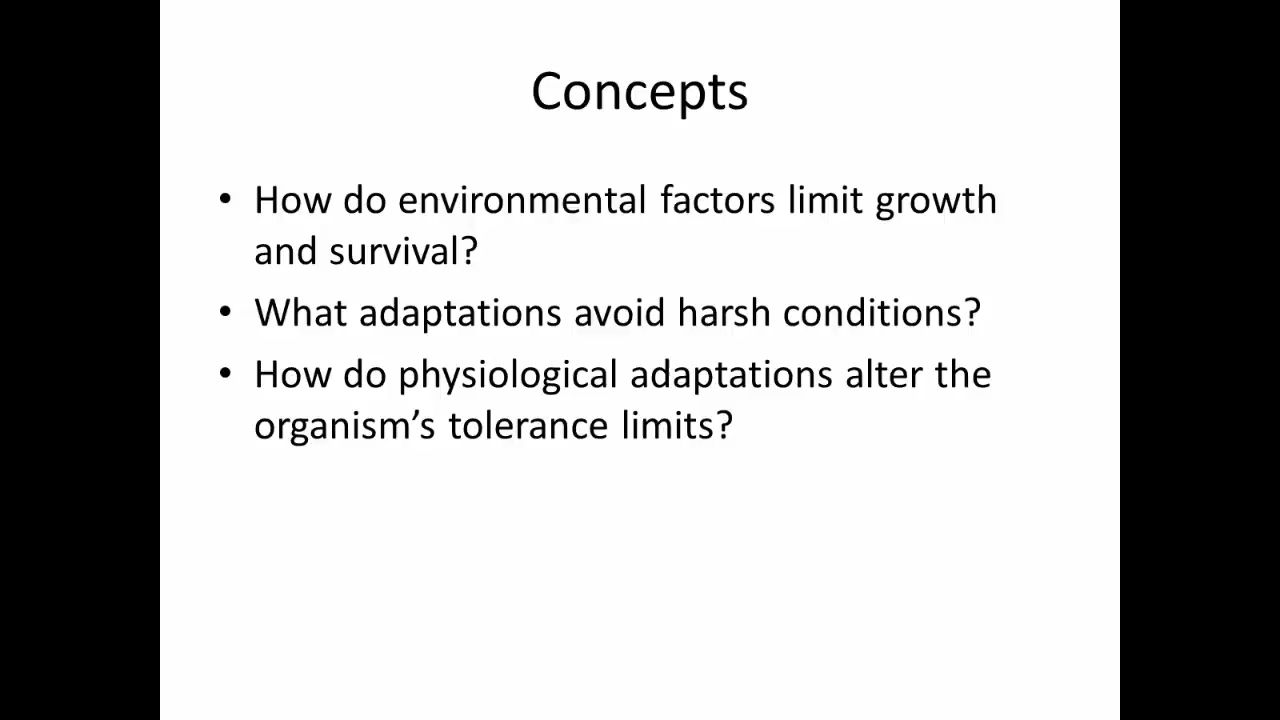 Concepts
• How do environmental factors limit growth
and survival?
• What adaptations avoid harsh conditions?
• How do physiological adaptations alter the
organism’s tolerance limits?